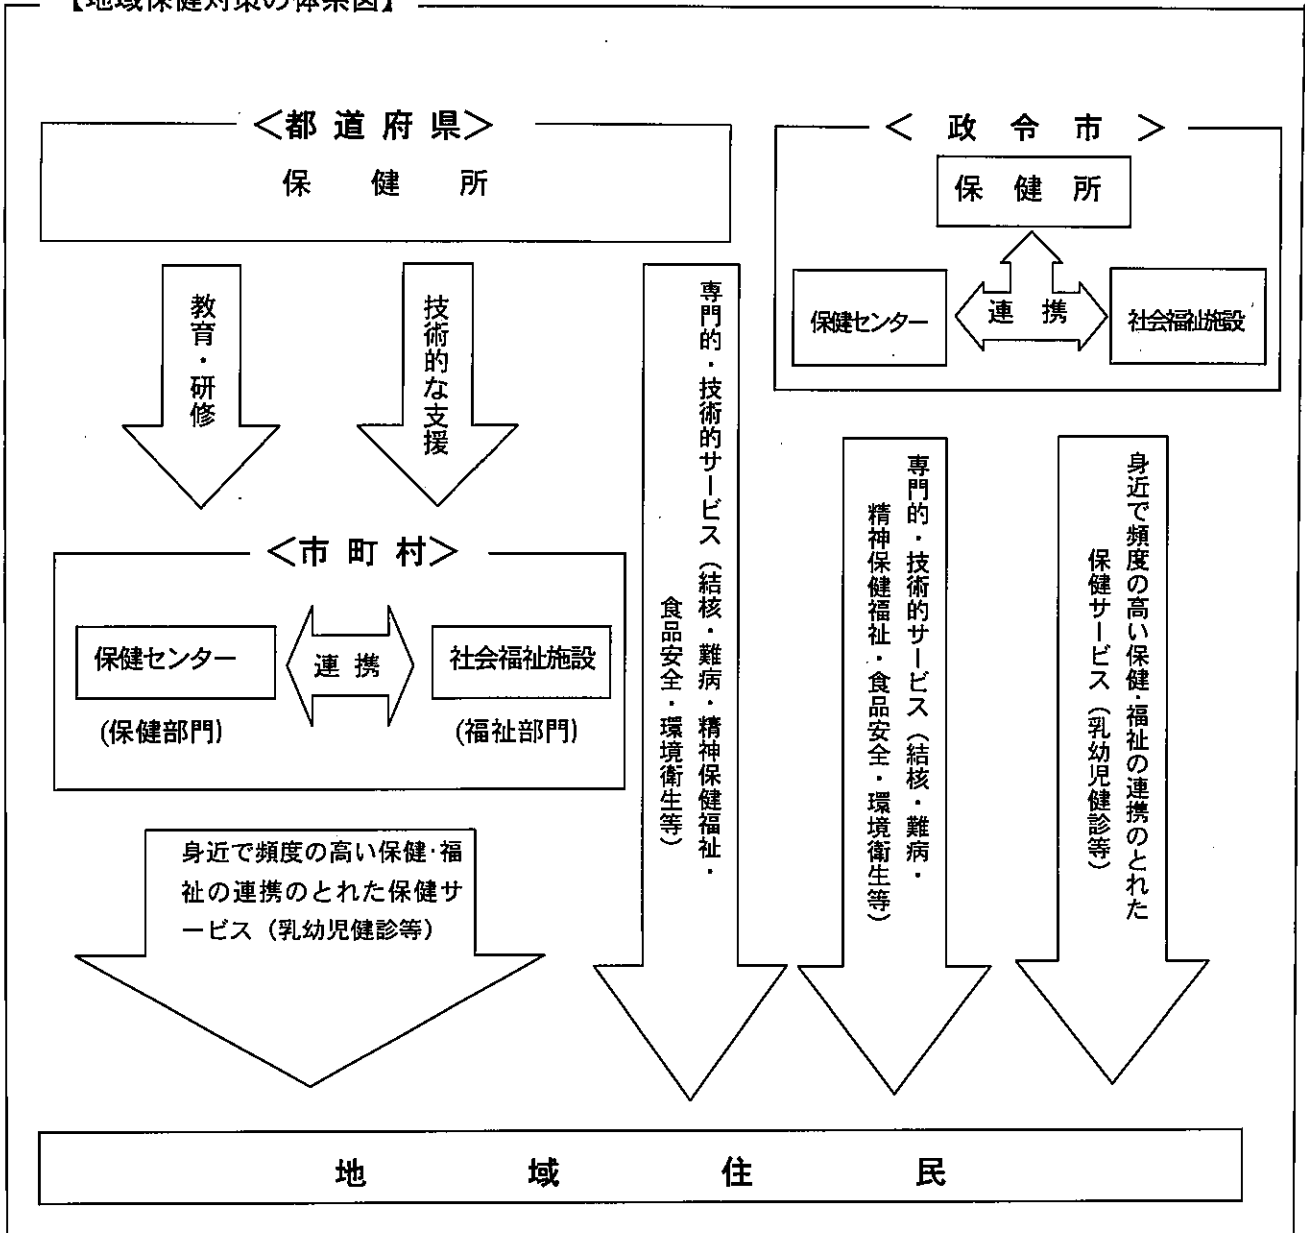 【地域保健対策の体系図】
＜都道府県＞
保健所
＜政令市＞
保健所
保健センター
連携
社会福祉施設
教育・研修
技術的な支援
専門的・技術的サービス（結核・難病・精神保健福祉・
食品安全・環境衛生等）
＜市町村＞
保健センター
(保健部門)
連携
社会福祉施設
(福祉部門)
身近で頻度の高い保健・福
祉の連携のとれた保健サ
ービス（乳幼児健診等）
専門的・技術的サービス（結核・難病・
精神保健福祉・食品安全・環境衛生等）
身近で頻度の高い保健・福祉の連携のとれた
保健サービス（乳幼児健診等）
地域住民